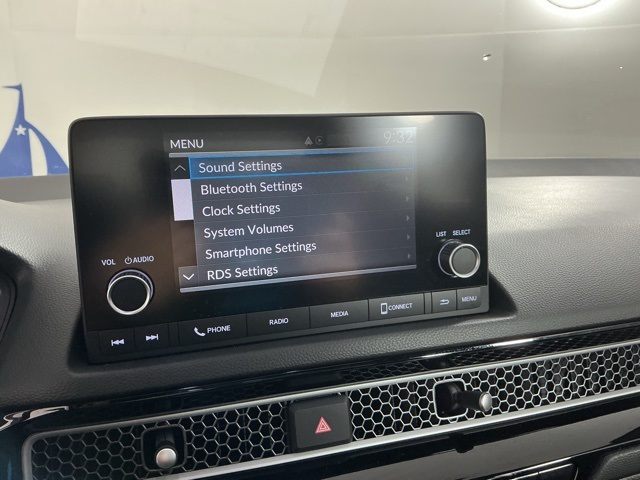 MENU 9:32
Sound Settings
Bluetooth Settings
Clock Settings
System Volumes
Smartphone Settings
RDS Settings
VOL AUDIO
LIST SELECT
PHONE RADIO MEDIA CONNECT MENU